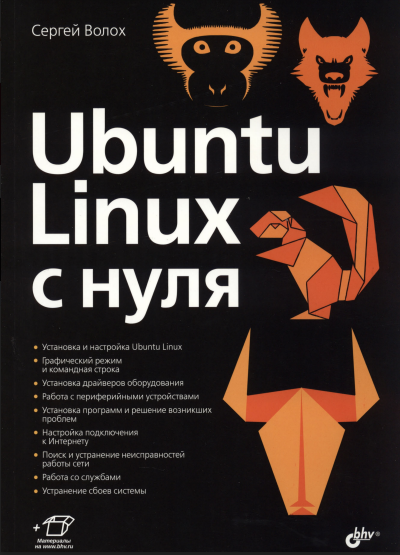 Сергей Волох
Ubuntu
Linux
с нуля
Установка и настройка Ubuntu Linux
Графический режим
и командная строка
Установка драйверов оборудования
Работа с периферийными устройствами
Установка программ и решение возникших
проблем
Настройка подключения
к Интернету
Поиск и устранение неисправностей
работы сети
Работа со службами
Устранение сбоев системы
+
Материалы
на www.bhv.ru
bhv®